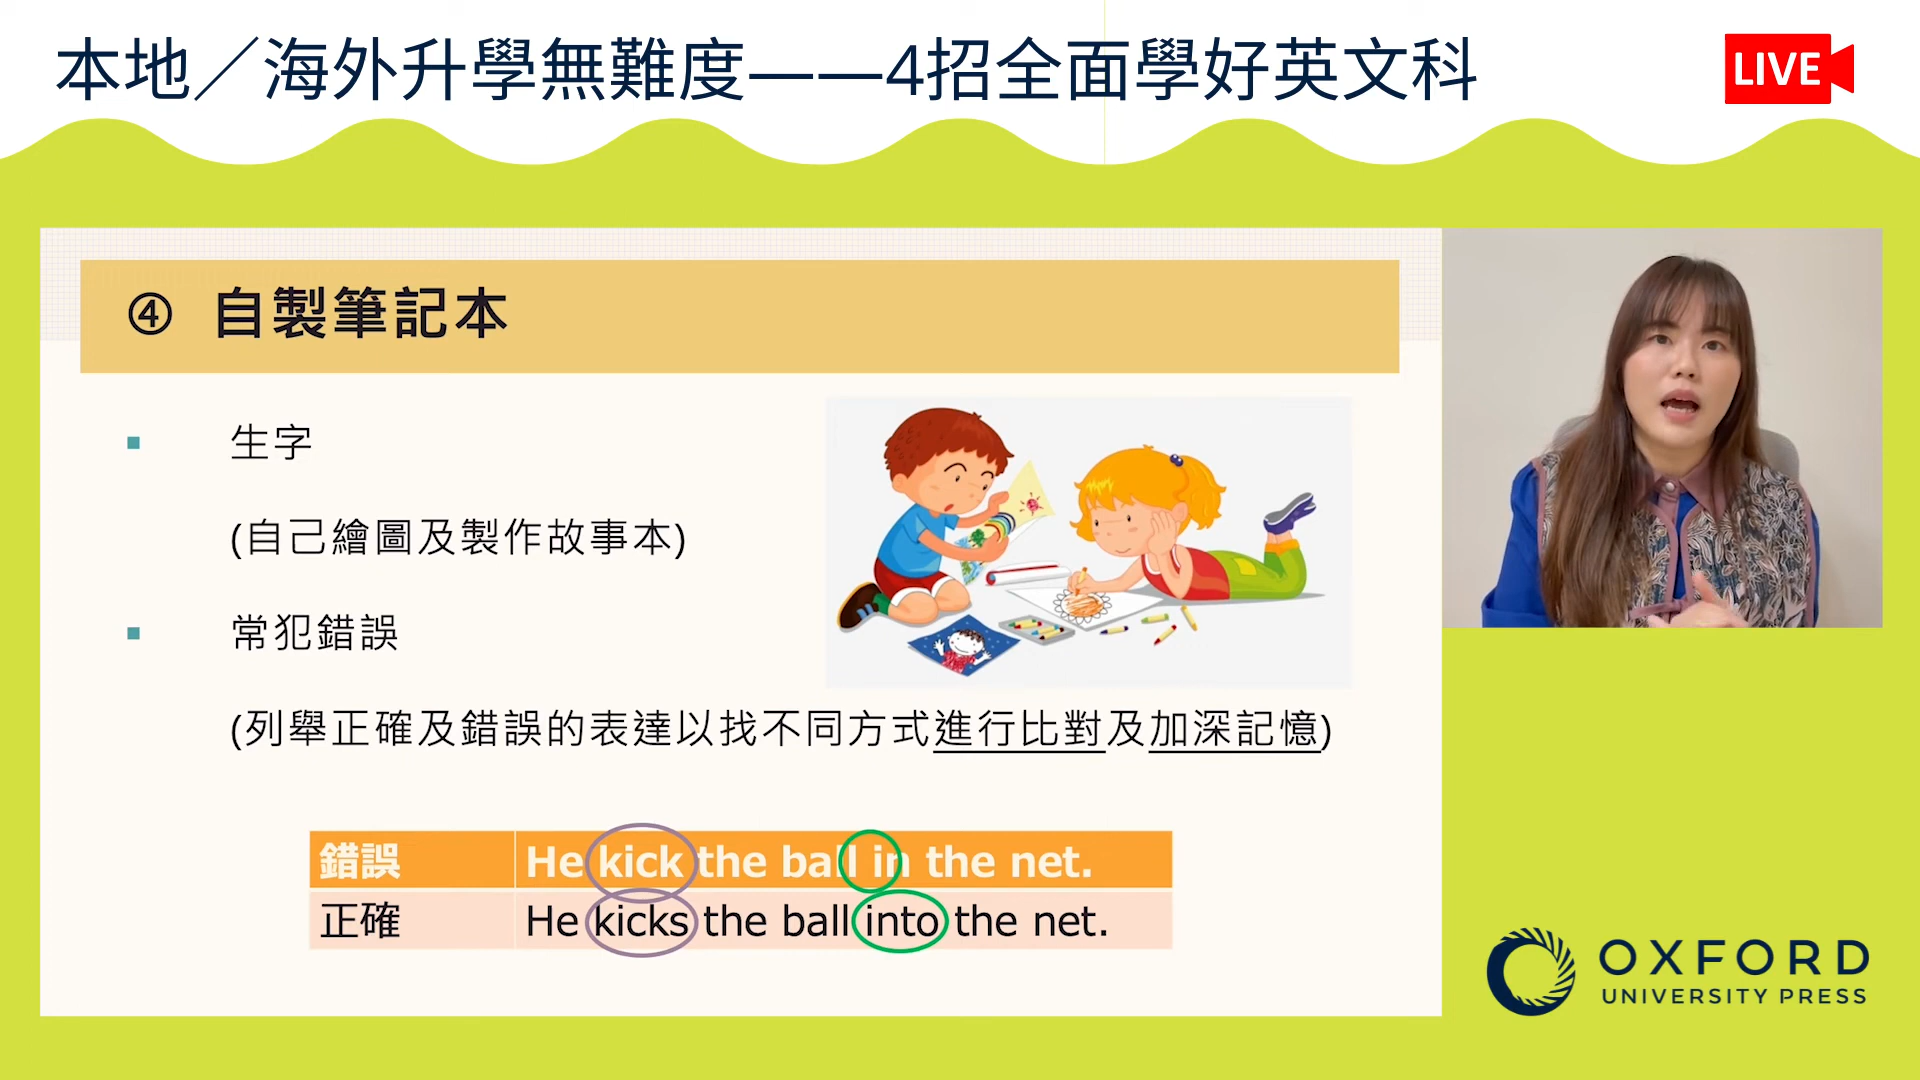 本地／海外升學無難度——4招全面學好英文科
LIVE
④ 自製筆記本
生字
(自己繪圖及製作故事本)
常犯錯誤
(列舉正確及錯誤的表達以找不同方式進行比對及加深記憶)
錯誤 He kick the ball in the net.
正確 He kicks the ball into the net.
OXFORD
UNIVERSITY PRESS